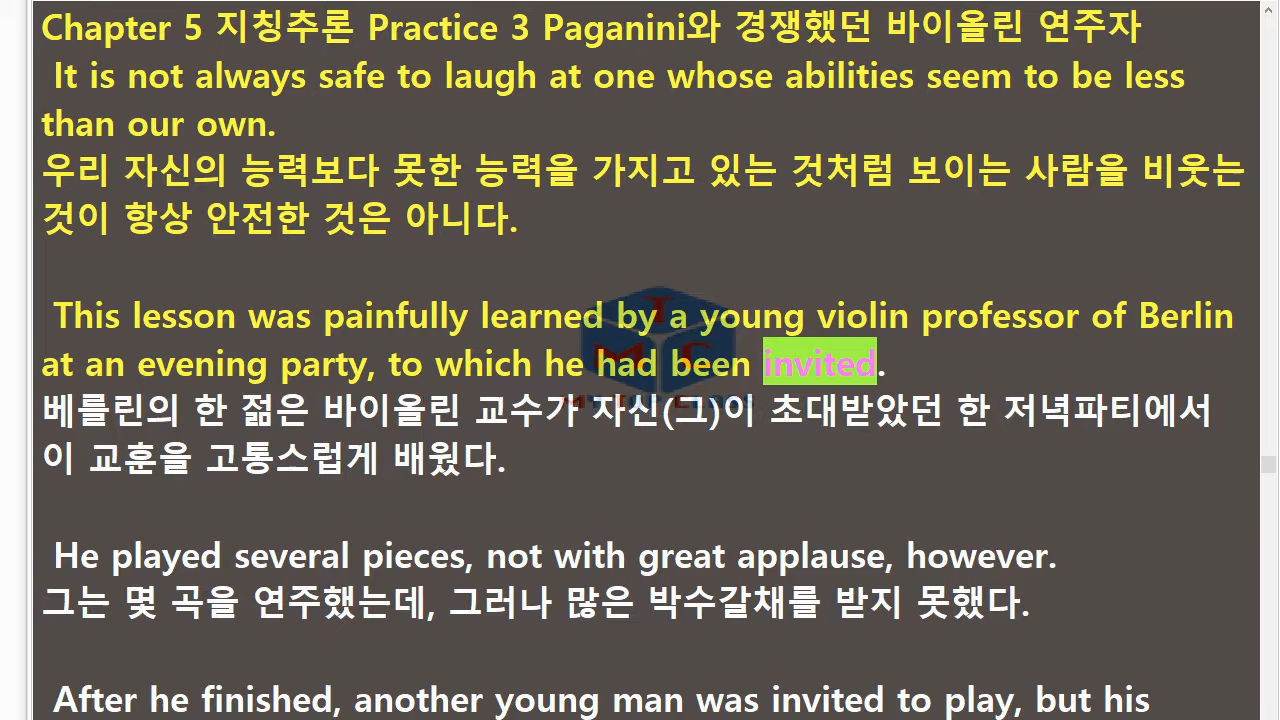 Chapter 5 지칭추론 Practice 3 Paganini와 경쟁했던 바이올린 연주자
It is not always safe to laugh at one whose abilities seem to be less
than our own.
우리 자신의 능력보다 못한 능력을 가지고 있는 것처럼 보이는 사람을 비웃는
것이 항상 안전한 것은 아니다.
This lesson was painfully learned by a young violin professor of Berlin
at an evening party, to which he had been invited.
베를린의 한 젊은 바이올린 교수가 자신(그)이 초대받았던 한 저녁파티에서
이 교훈을 고통스럽게 배웠다.
He played several pieces, not with great applause, however.
그는 몇 곡을 연주했는데, 그러나 많은 박수갈채를 받지 못했다.
After he finished, another young man was invited to play, but his